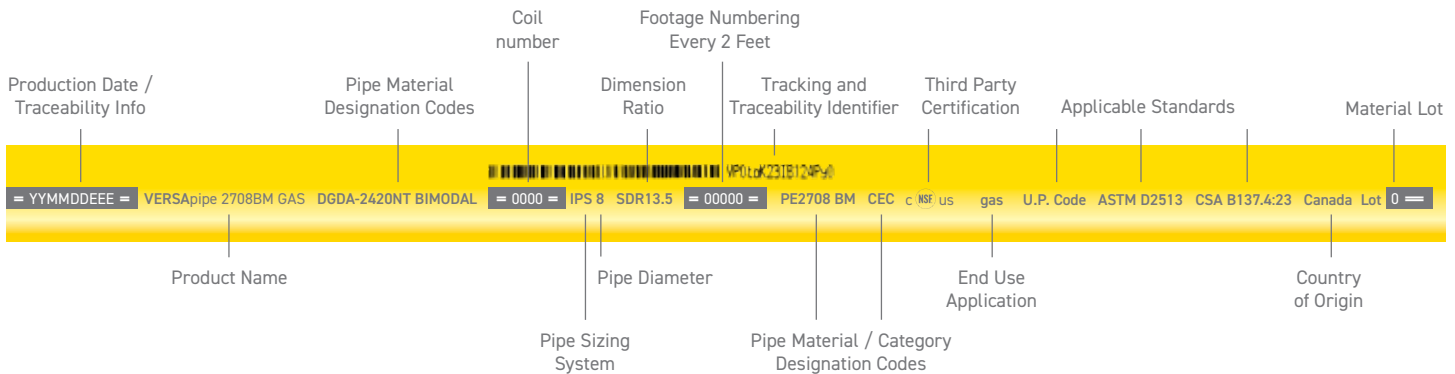 Coil
number
Footage Numbering
Every 2 Feet
Production Date /
Traceability Info
Pipe Material
Designation Codes
Dimension
Ratio
Tracking and
Traceability Identifier
Third Party
Certification
Applicable Standards
Material Lot
VP0toK23IB124Py0
= YYMMDDEEE = VERSApipe 2708BM GAS DGDA-2420NT BIMODAL = 0000 = IPS 8 SDR13.5 = 00000 = PE2708 BM CEC c NSF us gas U.P. Code ASTM D2513 CSA B137.4:23 Canada Lot 0 ==
Product Name
Pipe Diameter
End Use
Application
Country
of Origin
Pipe Sizing
System
Pipe Material / Category
Designation Codes